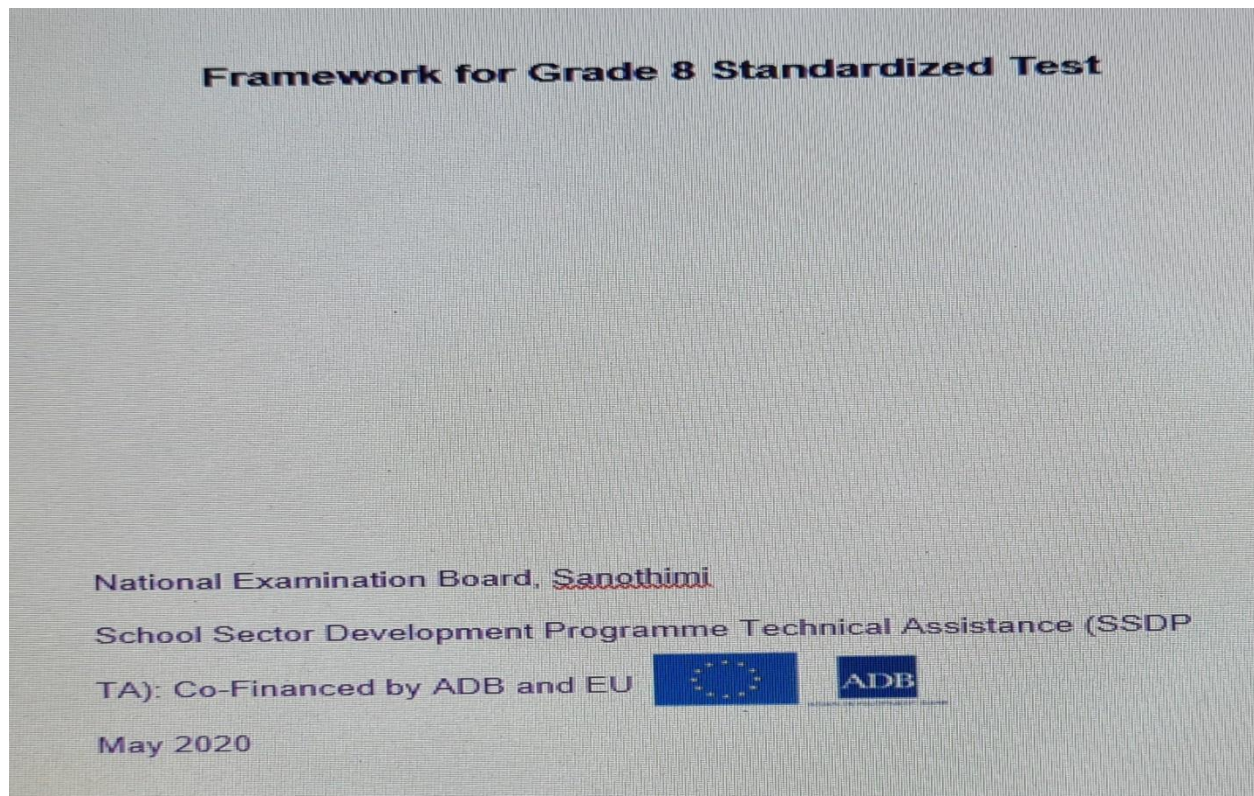 Framework for Grade 8 Standardized Test
National Examination Board, Sanothimi
School Sector Development Programme Technical Assistance (SSDP
TA): Co-Financed by ADB and EU
ADB
May 2020